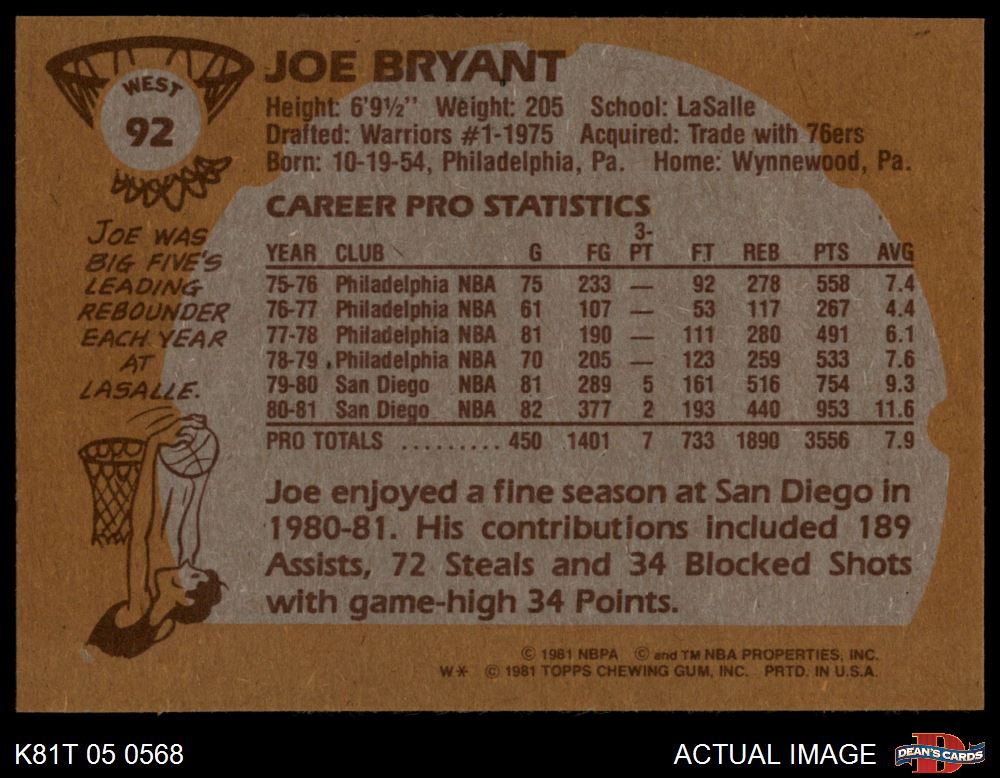 WEST
92
JOE BRYANT
Height: 6'9½" Weight: 205 School: LaSalle
Drafted: Warriors #1-1975 Acquired: Trade with 76ers
Born: 10-19-54, Philadelphia, Pa. Home: Wynnewood, Pa.
JOE WAS
BIG FIVE'S
LEADING
REBOUNDER
EACH YEAR
AT
LASALLE.
CAREER PRO STATISTICS
YEAR CLUB G FG 3-PT FT REB PTS AVG
75-76 Philadelphia NBA 75 233 — 92 278 558 7.4
76-77 Philadelphia NBA 61 107 — 53 117 267 4.4
77-78 Philadelphia NBA 81 190 — 111 280 491 6.1
78-79 Philadelphia NBA 70 205 — 123 259 533 7.6
79-80 San Diego NBA 81 289 5 161 516 754 9.3
80-81 San Diego NBA 82 377 2 193 440 953 11.6
PRO TOTALS ......... 450 1401 7 733 1890 3556 7.9
Joe enjoyed a fine season at San Diego in
1980-81. His contributions included 189
Assists, 72 Steals and 34 Blocked Shots
with game-high 34 Points.
© 1981 NBPA © and TM NBA PROPERTIES, INC.
W* © 1981 TOPPS CHEWING GUM, INC. PRTD. IN U.S.A.
K81T 05 0568
ACTUAL IMAGE
DEAN'S CARDS